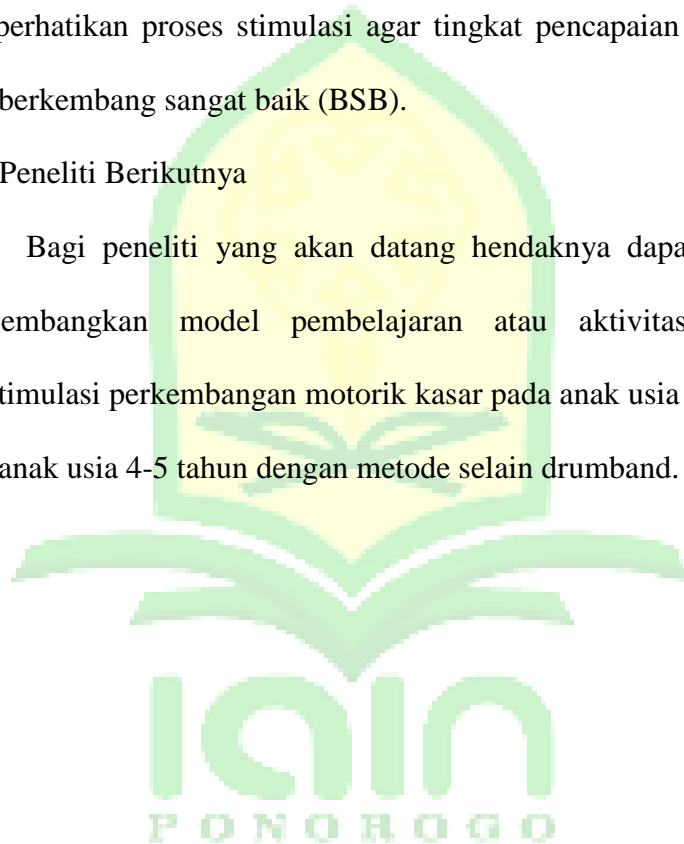 perhatikan proses stimulasi agar tingkat pencapaian
berkembang sangat baik (BSB).
Peneliti Berikutnya
Bagi peneliti yang akan datang hendaknya dapa
embangkan model pembelajaran atau aktivitas
timulasi perkembangan motorik kasar pada anak usia
anak usia 4-5 tahun dengan metode selain drumband.
iain
PONOROGO